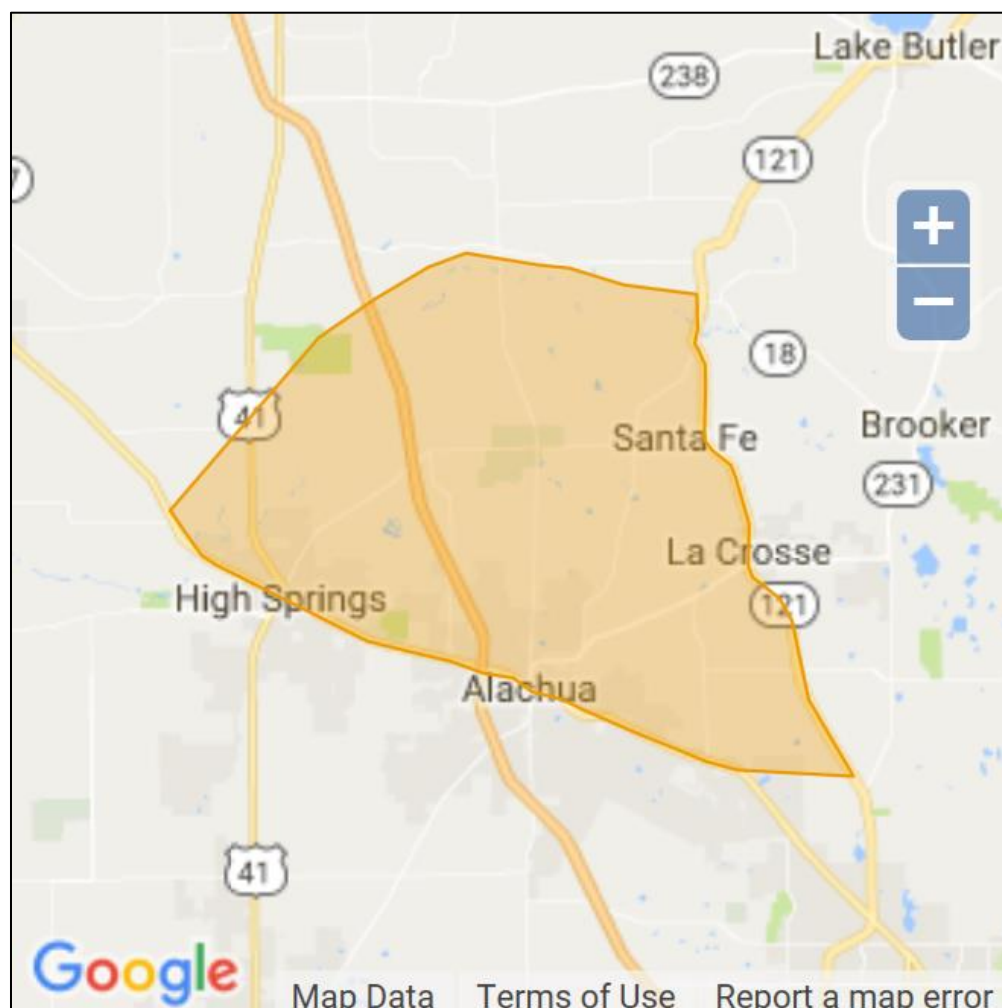 Lake Butler
238
121
+
−
18
41
Santa Fe
Brooker
231
La Crosse
High Springs
121
Alachua
41
Google
Map Data Terms of Use Report a map error